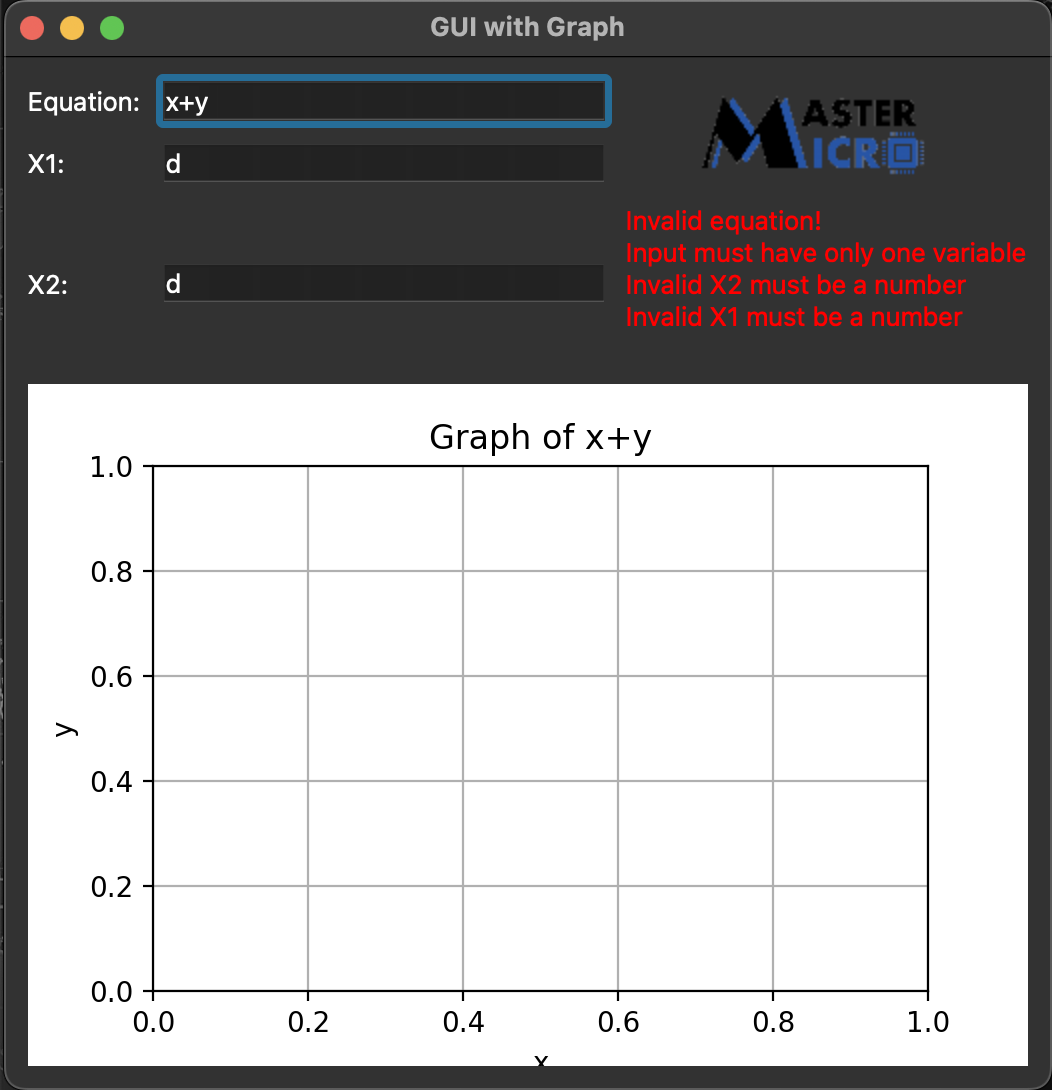 GUI with Graph
Equation: x+y
MASTER
MICRO
X1: d
Invalid equation!
Input must have only one variable
X2: d
Invalid X2 must be a number
Invalid X1 must be a number
Graph of x+y
1.0
0.8
0.6
y
0.4
0.2
0.0
0.0 0.2 0.4 0.6 0.8 1.0
x